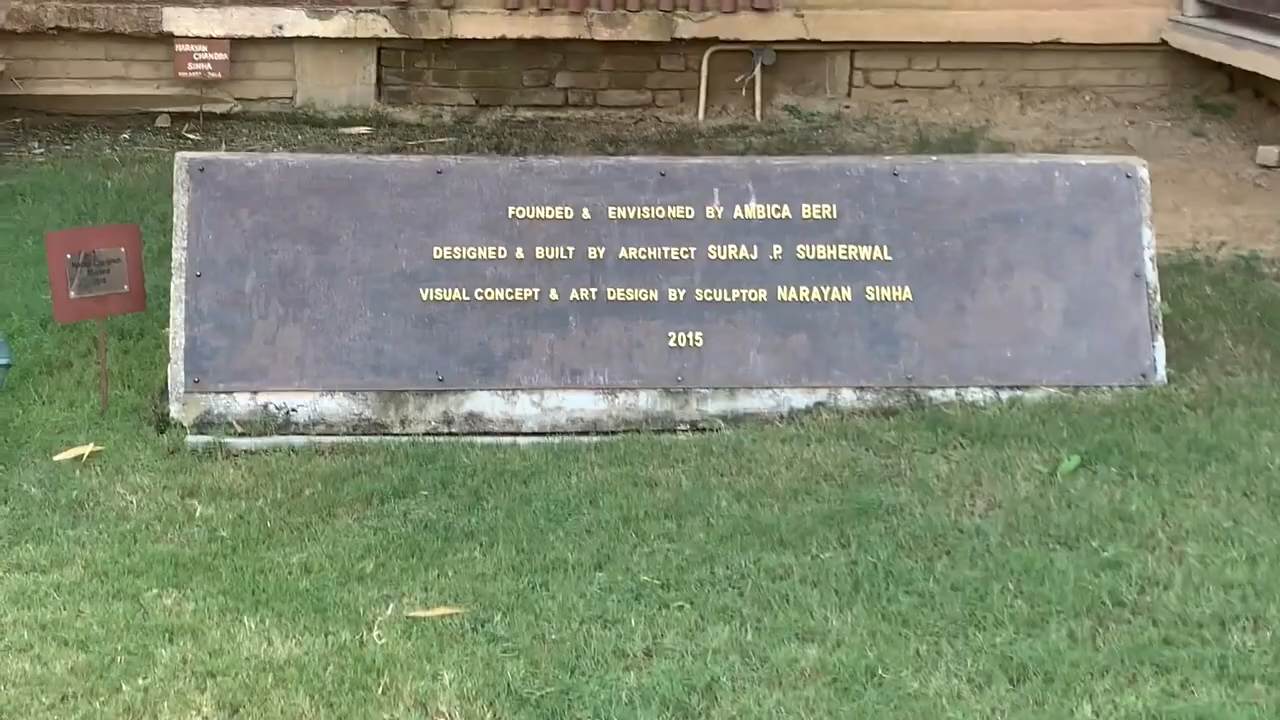 NARAYAN
CHANDRA
SINHA
FOUNDED & ENVISIONED BY AMBICA BERI
DESIGNED & BUILT BY ARCHITECT SURAJ .P. SUBHERWAL
VISUAL CONCEPT & ART DESIGN BY SCULPTOR NARAYAN SINHA
2015